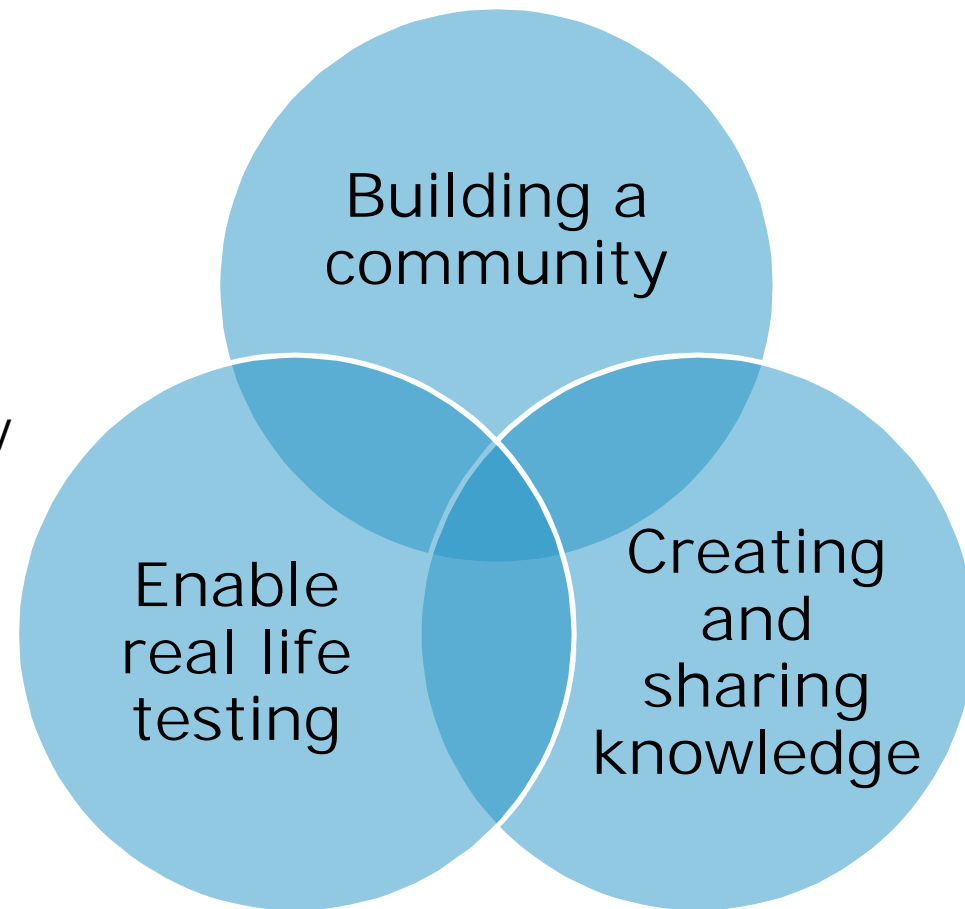 Building a
community
y
Enable
real life
testing
Creating
and
sharing
knowledge